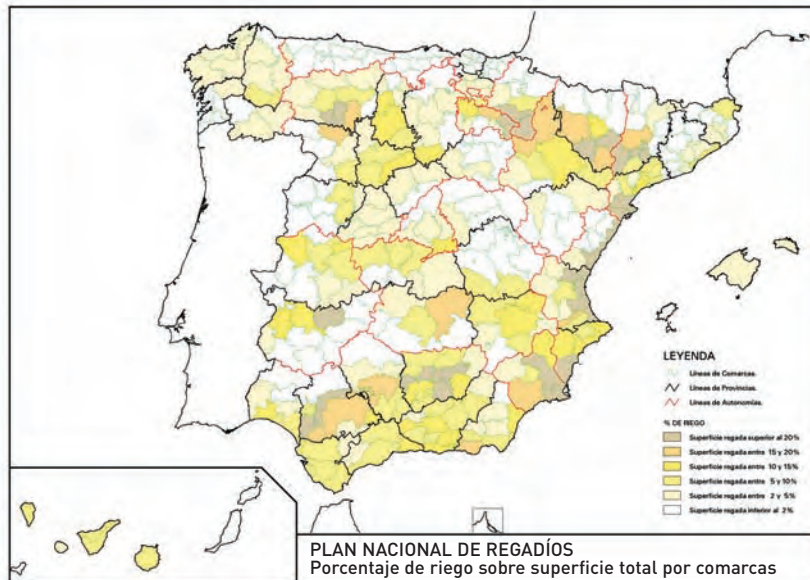 LEYENDA
Líneas de Comarcas.
Líneas de Provincias.
Líneas de Autonomías.
% DE RIEGO
Superficie regada superior al 20%
Superficie regada entre 15 y 20%
Superficie regada entre 10 y 15%
Superficie regada entre 5 y 10%
Superficie regada entre 2 y 5%
Superficie regada inferior al 2%
PLAN NACIONAL DE REGADÍOS
Porcentaje de riego sobre superficie total por comarcas